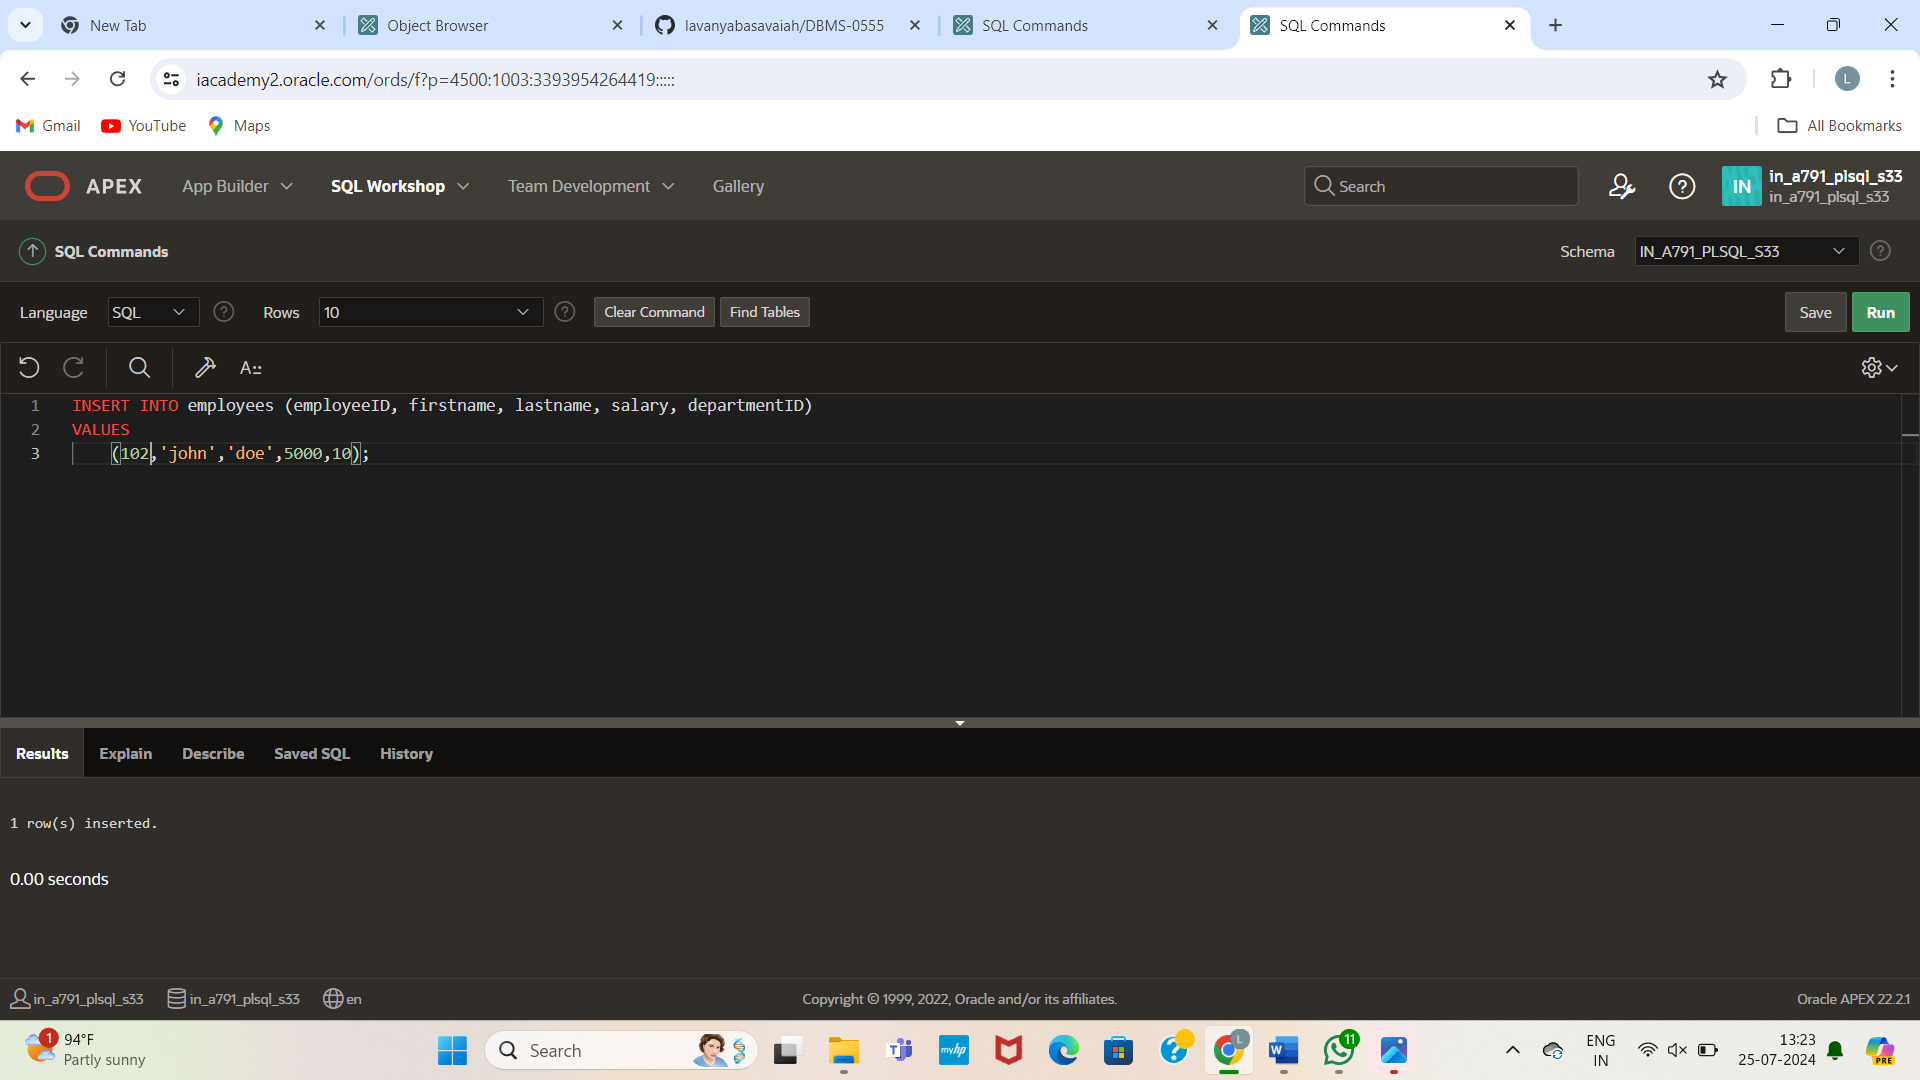 New Tab
Object Browser
lavanyabasavaiah/DBMS-0555
SQL Commands
SQL Commands
iacademy2.oracle.com/ords/f?p=4500:1003:3393954264419:::::
L
Gmail
YouTube
Maps
All Bookmarks
APEX
App Builder
SQL Workshop
Team Development
Gallery
Search
IN
in_a791_plsql_s33
in_a791_plsql_s33
SQL Commands
Schema
IN_A791_PLSQL_S33
Language
SQL
Rows
10
Clear Command
Find Tables
Save
Run
1 INSERT INTO employees (employeeID, firstname, lastname, salary, departmentID)
2 VALUES
3 (102,'john','doe',5000,10);
Results
Explain
Describe
Saved SQL
History
1 row(s) inserted.
0.00 seconds
in_a791_plsql_s33
in_a791_plsql_s33
en
Copyright © 1999, 2022, Oracle and/or its affiliates.
Oracle APEX 22.2.1
1
94°F
Partly sunny
Search
myhp
L
11
ENG
IN
13:23
25-07-2024
PRE